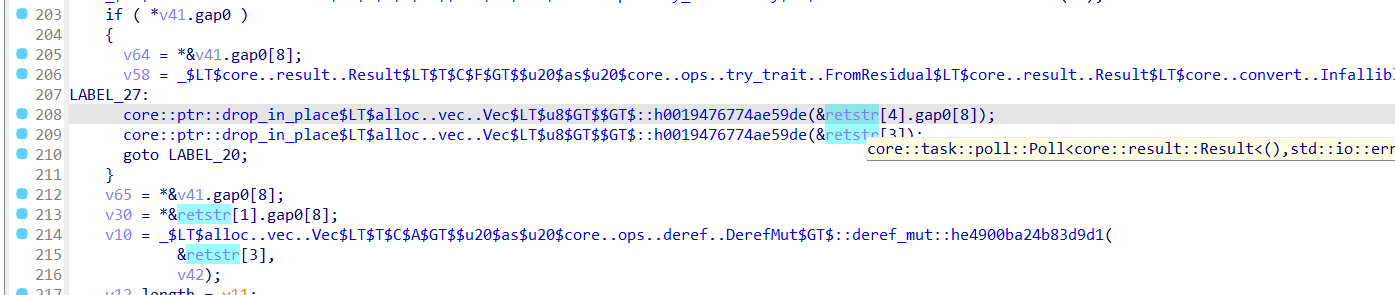 203 if ( *v41.gap0 )
204 {
205 v64 = *&v41.gap0[8];
206 v58 = _$LT$core..result..Result$LT$T$C$F$GT$$u20$as$u20$core..ops..try_trait..FromResidual$LT$core..result..Result$LT$core..convert..Infallibl
207 LABEL_27:
208 core::ptr::drop_in_place$LT$alloc..vec..Vec$LT$u8$GT$$GT$::h0019476774ae59de(&retstr[4].gap0[8]);
209 core::ptr::drop_in_place$LT$alloc..vec..Vec$LT$u8$GT$$GT$::h0019476774ae59de(&retstr[3]);
core::task::poll::Poll<core::result::Result<(),std::io::err
210 goto LABEL_20;
211 }
212 v65 = *&v41.gap0[8];
213 v30 = *&retstr[1].gap0[8];
214 v10 = _$LT$alloc..vec..Vec$LT$T$C$A$GT$$u20$as$u20$core..ops..deref..DerefMut$GT$::deref_mut::he4900ba24b83d9d1(
215 &retstr[3],
216 v42);
217 v12.length = v11;